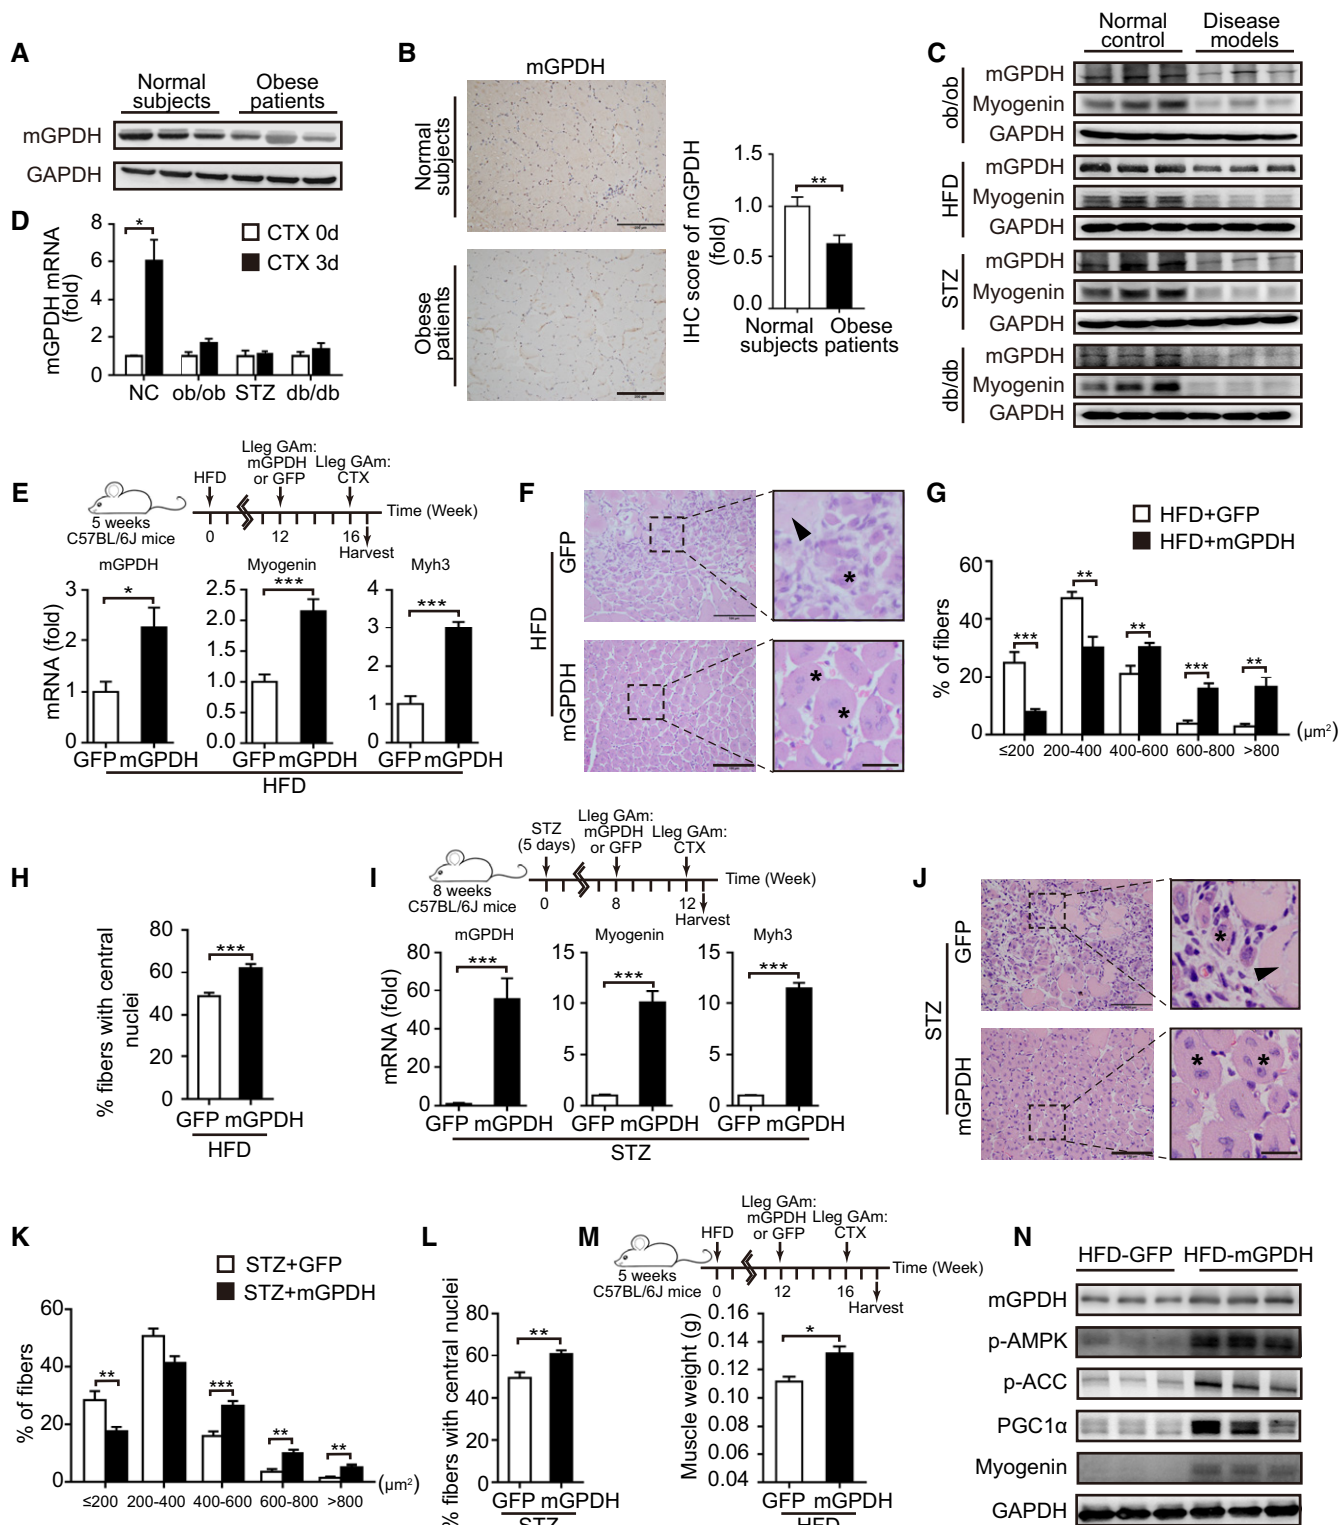 A
Normal
subjects
Obese
patients
mGPDH
GAPDH
B
mGPDH
Normal
subjects
Obese
patients
IHC score of mGPDH
(fold)
1.5
1.0
0.5
0.0
**
Normal
subjects
Obese
patients
C
Normal
control
Disease
models
ob/ob
mGPDH
Myogenin
GAPDH
HFD
mGPDH
Myogenin
GAPDH
STZ
mGPDH
Myogenin
GAPDH
db/db
mGPDH
Myogenin
GAPDH
D
mGPDH mRNA
(fold)
8
6
4
2
0
*
CTX 0d
CTX 3d
NC ob/ob STZ db/db
E
5 weeks
C57BL/6J mice
HFD
Lleg GAm:
mGPDH
or GFP
Lleg GAm:
CTX
Time (Week)
0 12 16
Harvest
mRNA (fold)
mGPDH
3
2
1
0
*
GFP mGPDH
Myogenin
2.5
2.0
1.5
1.0
0.5
0.0
***
GFP mGPDH
Myh3
4
3
2
1
0
***
GFP mGPDH
HFD
F
HFD
GFP
*
mGPDH
*
*
G
HFD+GFP
HFD+mGPDH
% of fibers
60
40
20
0
*** ** ** *** **
≤200 200-400 400-600 600-800 >800
(µm²)
H
% fibers with central
nuclei
80
60
40
20
0
***
GFP mGPDH
HFD
I
8 weeks
C57BL/6J mice
STZ
(5 days)
Lleg GAm:
mGPDH
or GFP
Lleg GAm:
CTX
Time (Week)
0 8 12
Harvest
mRNA (fold)
mGPDH
80
60
40
20
0
***
GFP mGPDH
Myogenin
15
10
5
0
***
GFP mGPDH
Myh3
15
10
5
0
***
GFP mGPDH
STZ
J
STZ
GFP
*
mGPDH
*
*
K
STZ+GFP
STZ+mGPDH
% of fibers
60
40
20
0
** *** ** **
≤200 200-400 400-600 600-800 >800
(µm²)
L
% fibers with central nuclei
80
60
40
20
0
**
GFP mGPDH
STZ
M
5 weeks
C57BL/6J mice
HFD
Lleg GAm:
mGPDH
or GFP
Lleg GAm:
CTX
Time (Week)
0 12 16
Harvest
Muscle weight (g)
0.16
0.14
0.12
0.10
0.08
0.06
0.04
*
GFP mGPDH
HFD
N
HFD-GFP HFD-mGPDH
mGPDH
p-AMPK
p-ACC
PGC1α
Myogenin
GAPDH